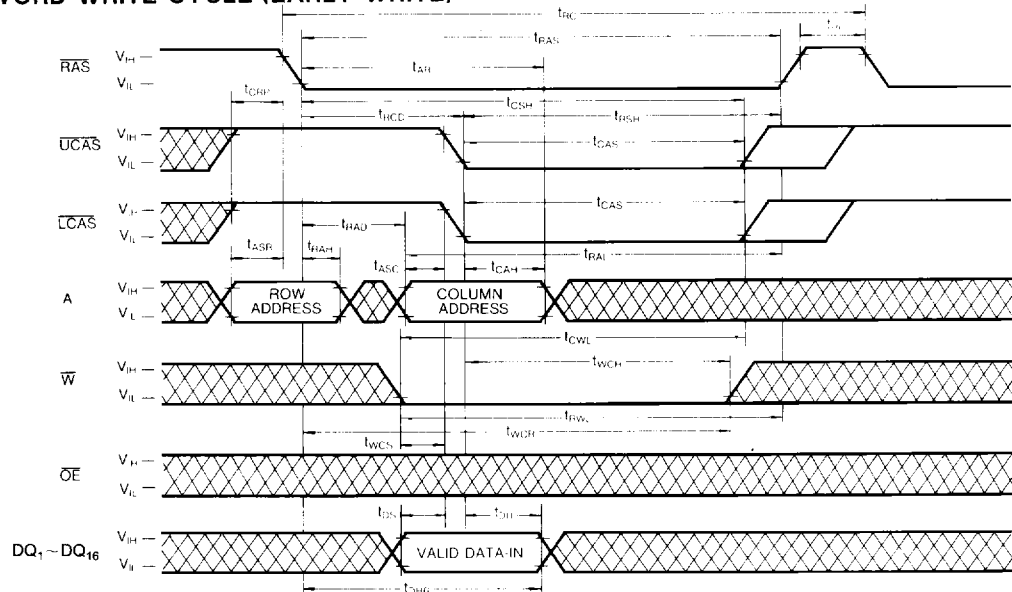 WORD WRITE CYCLE (EARLY WRITE)
tRC
tRAS
tAR
RAS
VIH
VIL
tCRP
tCSH
tRCD
tRSH
UCAS
VIH
VIL
tCAS
LCAS
VIL
tCAS
tRAD
tRAL
tASR
tRAH
tASC
tCAH
A
VIH
VIL
ROW ADDRESS
COLUMN ADDRESS
tCWL
tWCH
W
VIH
VIL
tRWL
tWCR
tWCS
OE
VIH
VIL
tDS
tDH
DQ1~DQ16
VIH
VIL
VALID DATA-IN
tDHR